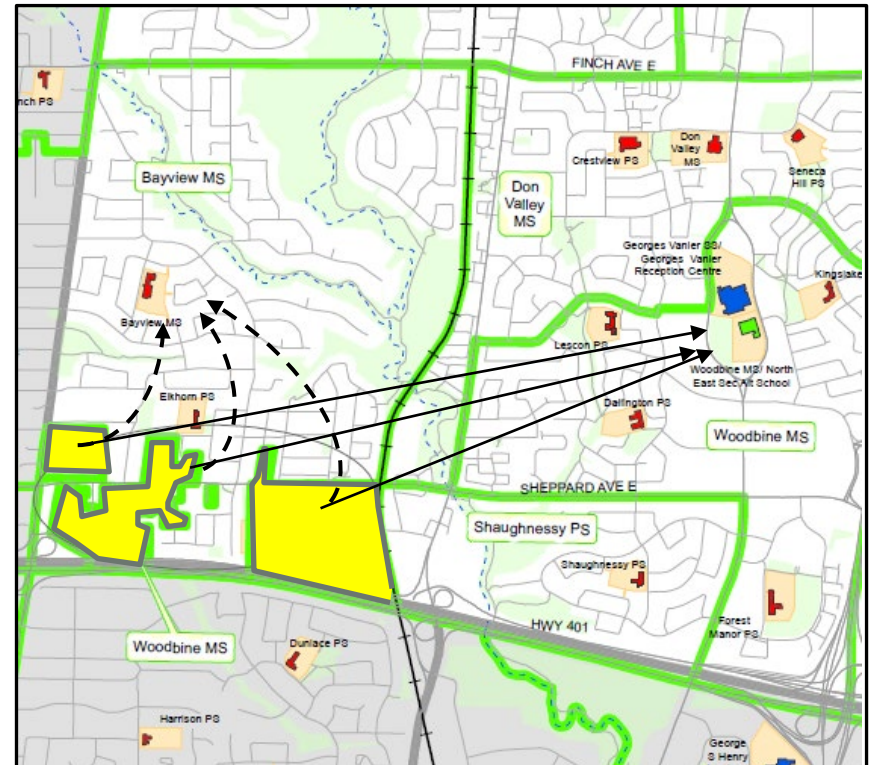 FINCH AVE E
nch PS
Crestview PS
Don
Valley
MS
Seneca
Hill PS
Bayview MS
Don
Valley
MS
Georges Vanier SS/
Georges Vanier
Reception Centre
Kingslake
Bayview MS
Lescon PS
Woodbine MS/ North
East Sec Alt School
Elkhorn PS
Dallington PS
Woodbine MS
SHEPPARD AVE E
Shaughnessy PS
Shaughnessy PS
Forest
Manor PS
HWY 401
Woodbine MS
Dunlace PS
Harrison PS
George
S Henry